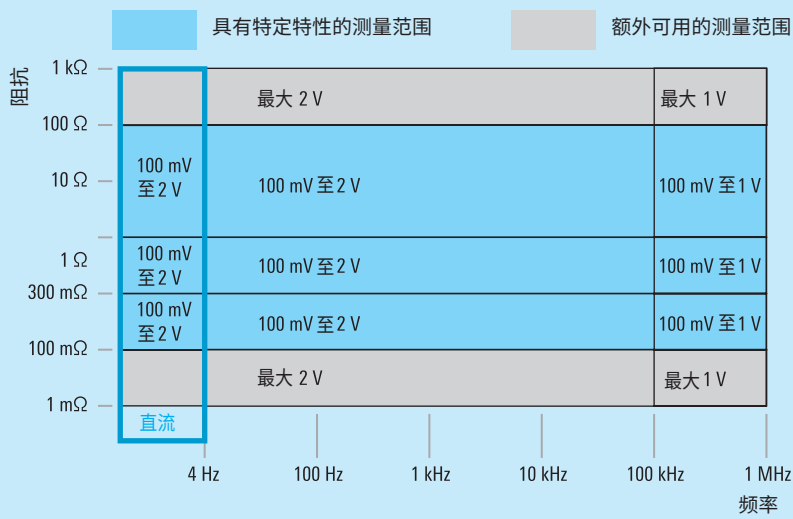 具有特定特性的测量范围
额外可用的测量范围
阻抗
1 kΩ
最大 2 V
最大 1 V
100 Ω
100 mV
至2 V
10 Ω
100 mV 至2 V
100 mV 至1 V
1 Ω
100 mV
至2 V
100 mV 至2 V
100 mV 至1 V
300 mΩ
100 mV
至2 V
100 mV 至2 V
100 mV 至1 V
100 mΩ
最大 2 V
最大1 V
1 mΩ
直流
4 Hz
100 Hz
1 kHz
10 kHz
100 kHz
1 MHz
频率